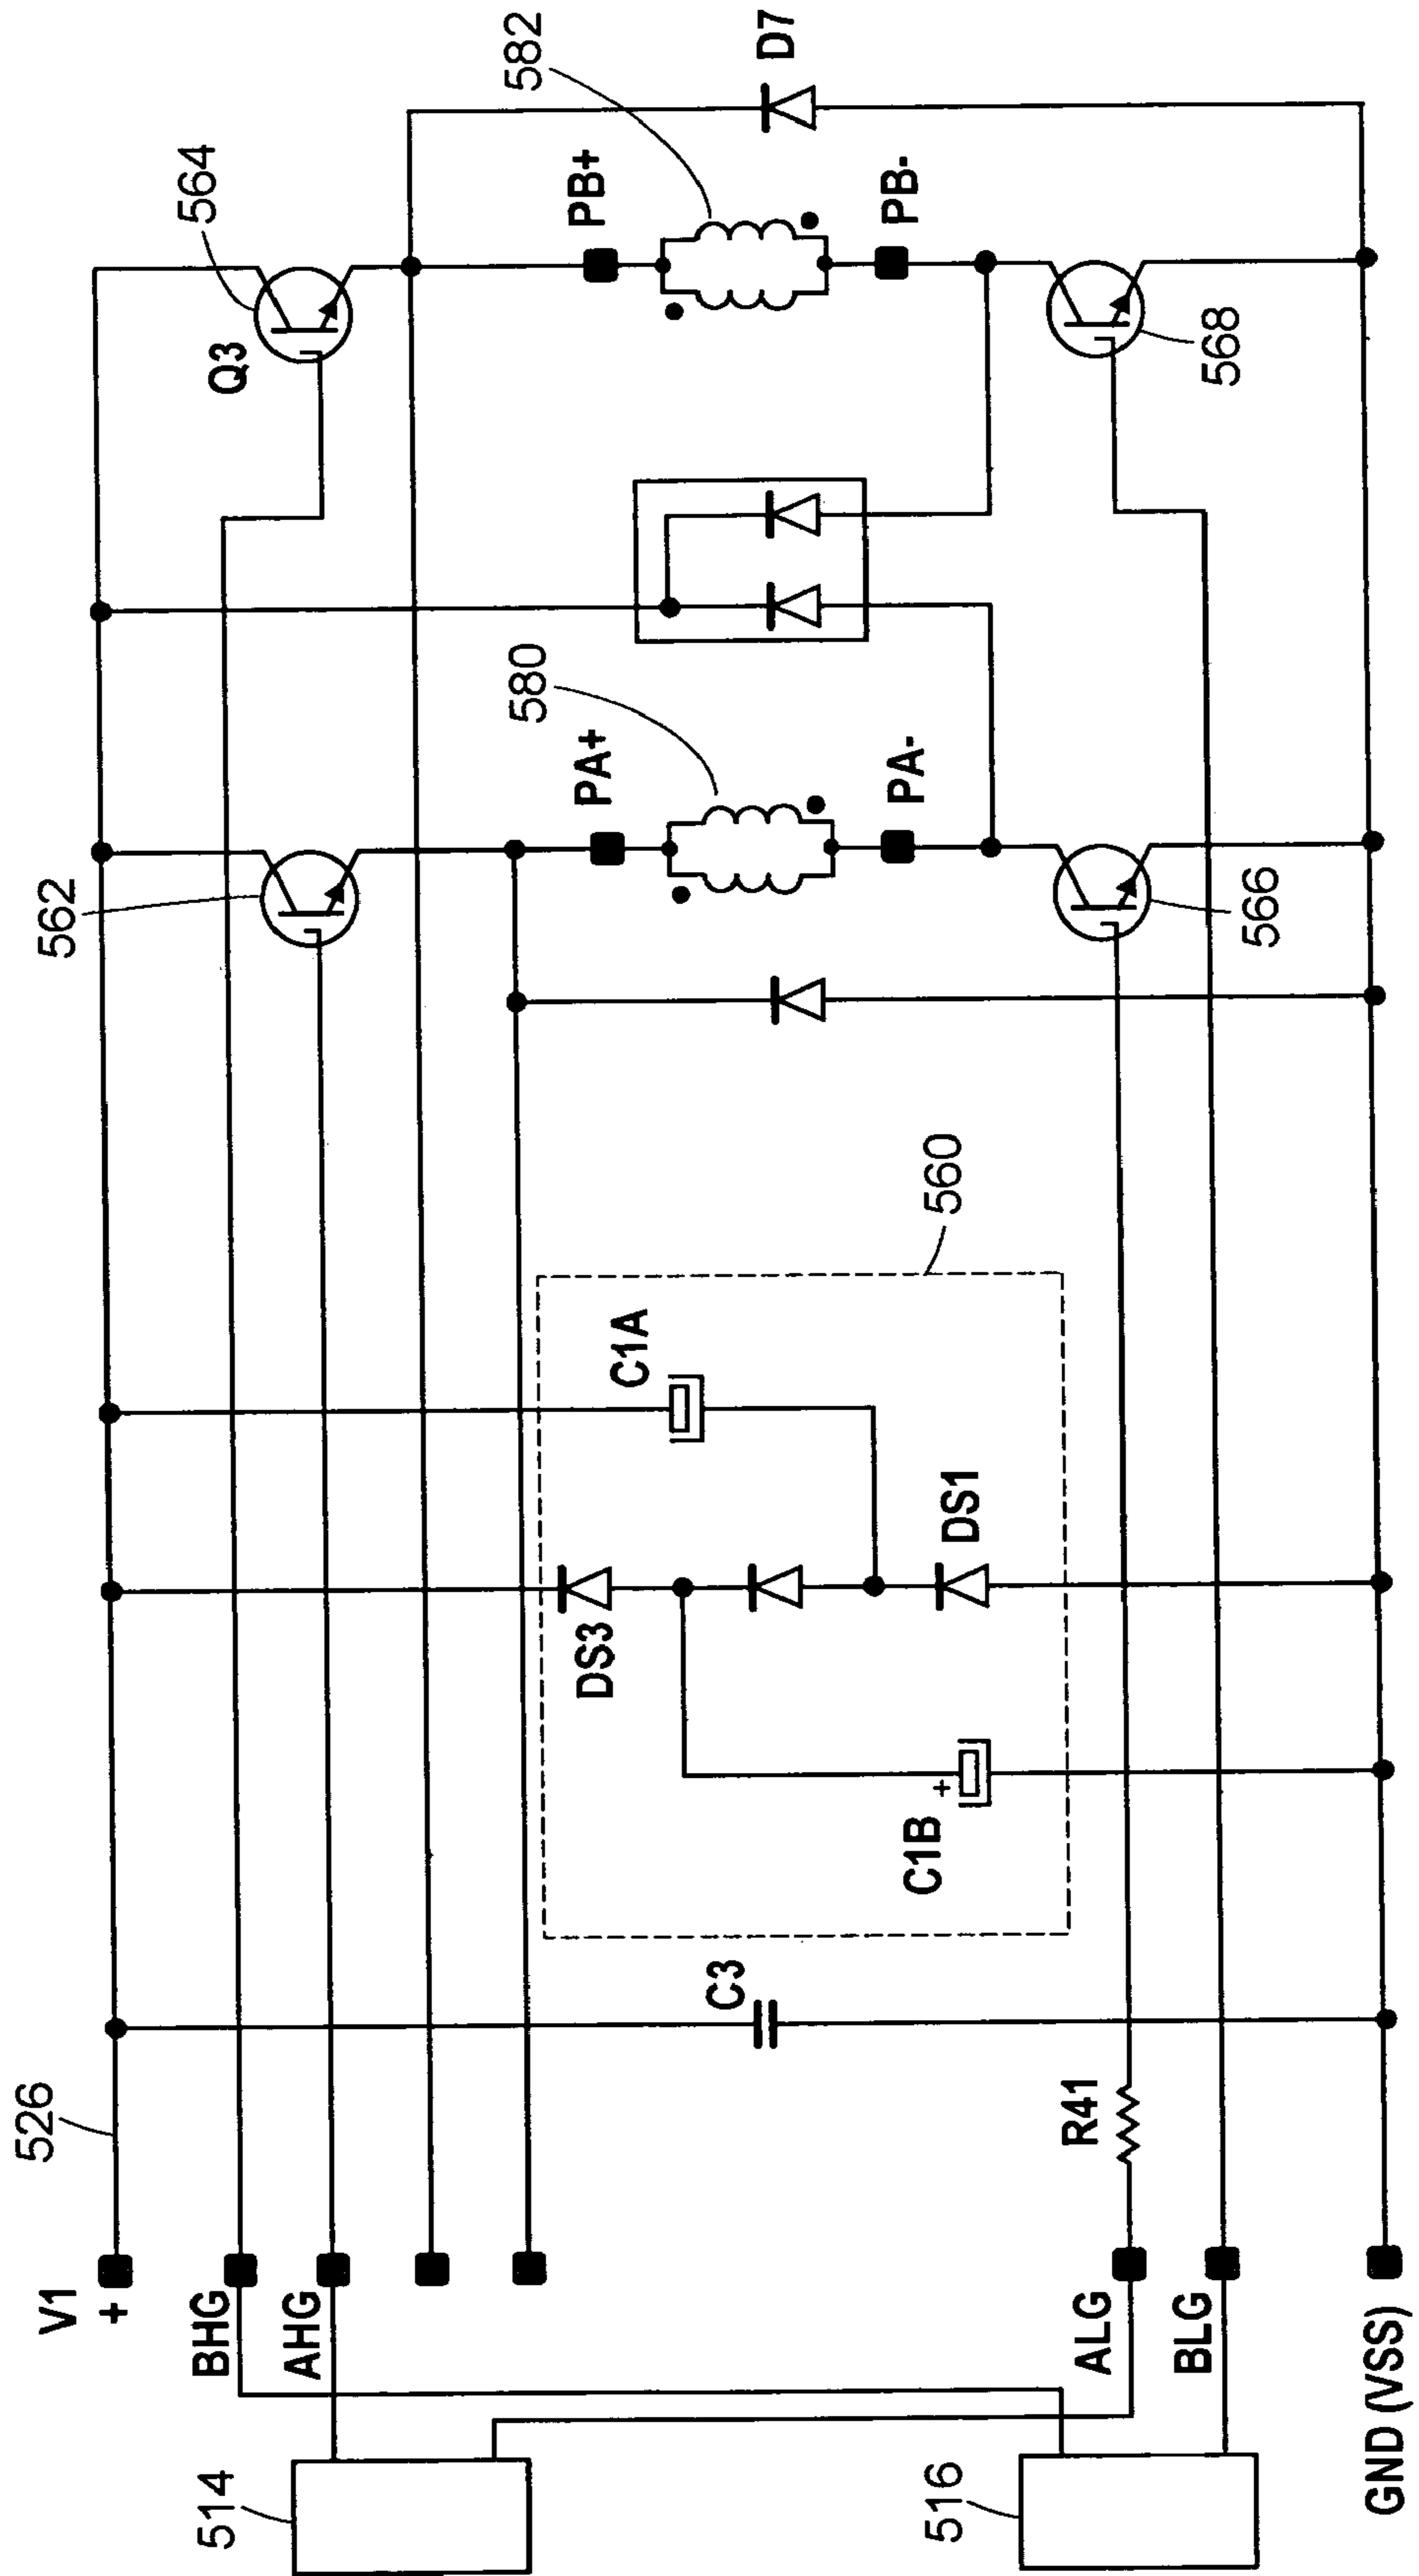 526
V1
+
BHG
AHG
ALG
BLG
GND (VSS)
514
516
R41
C3
C1B
+
DS3
DS1
C1A
560
562
566
580
PA+
PA-
564
Q3
568
582
PB+
PB-
D7